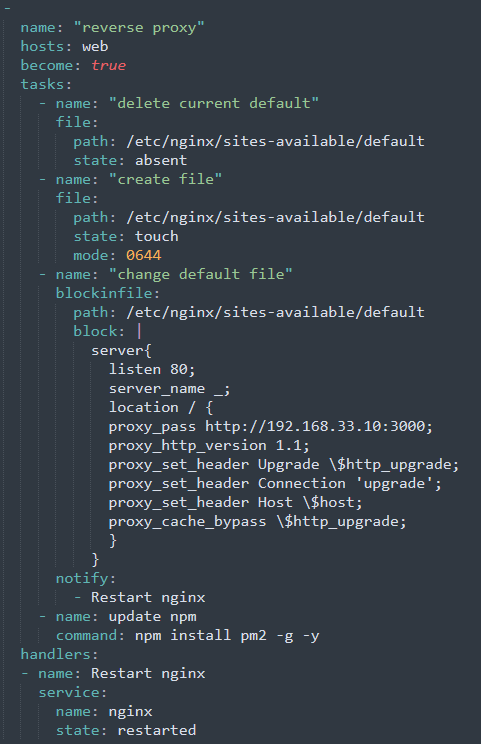 -
  name: "reverse proxy"
  hosts: web
  become: true
  tasks:
    - name: "delete current default"
      file:
        path: /etc/nginx/sites-available/default
        state: absent
    - name: "create file"
      file:
        path: /etc/nginx/sites-available/default
        state: touch
        mode: 0644
    - name: "change default file"
      blockinfile:
        path: /etc/nginx/sites-available/default
        block: |
          server{
            listen 80;
            server_name _;
            location / {
            proxy_pass http://192.168.33.10:3000;
            proxy_http_version 1.1;
            proxy_set_header Upgrade \$http_upgrade;
            proxy_set_header Connection 'upgrade';
            proxy_set_header Host \$host;
            proxy_cache_bypass \$http_upgrade;
            }
          }
      notify:
        - Restart nginx
    - name: update npm
      command: npm install pm2 -g -y
  handlers:
  - name: Restart nginx
    service:
      name: nginx
      state: restarted